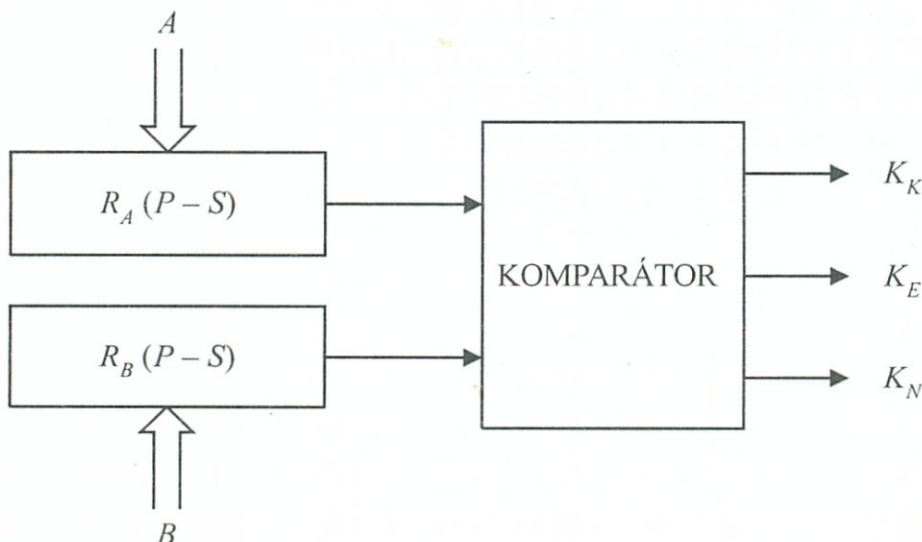 A
R_A (P – S)
K_K
KOMPARÁTOR
K_E
R_B (P – S)
K_N
B